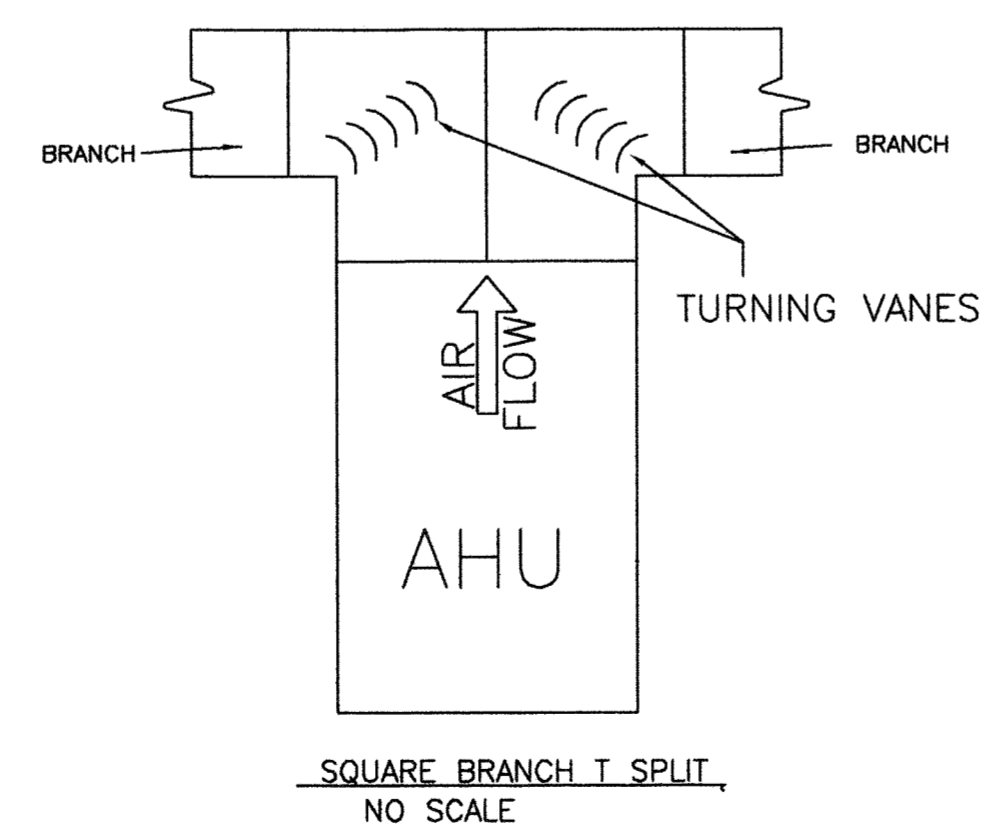 BRANCH
BRANCH
TURNING VANES
AIR
FLOW
AHU
SQUARE BRANCH T SPLIT
NO SCALE